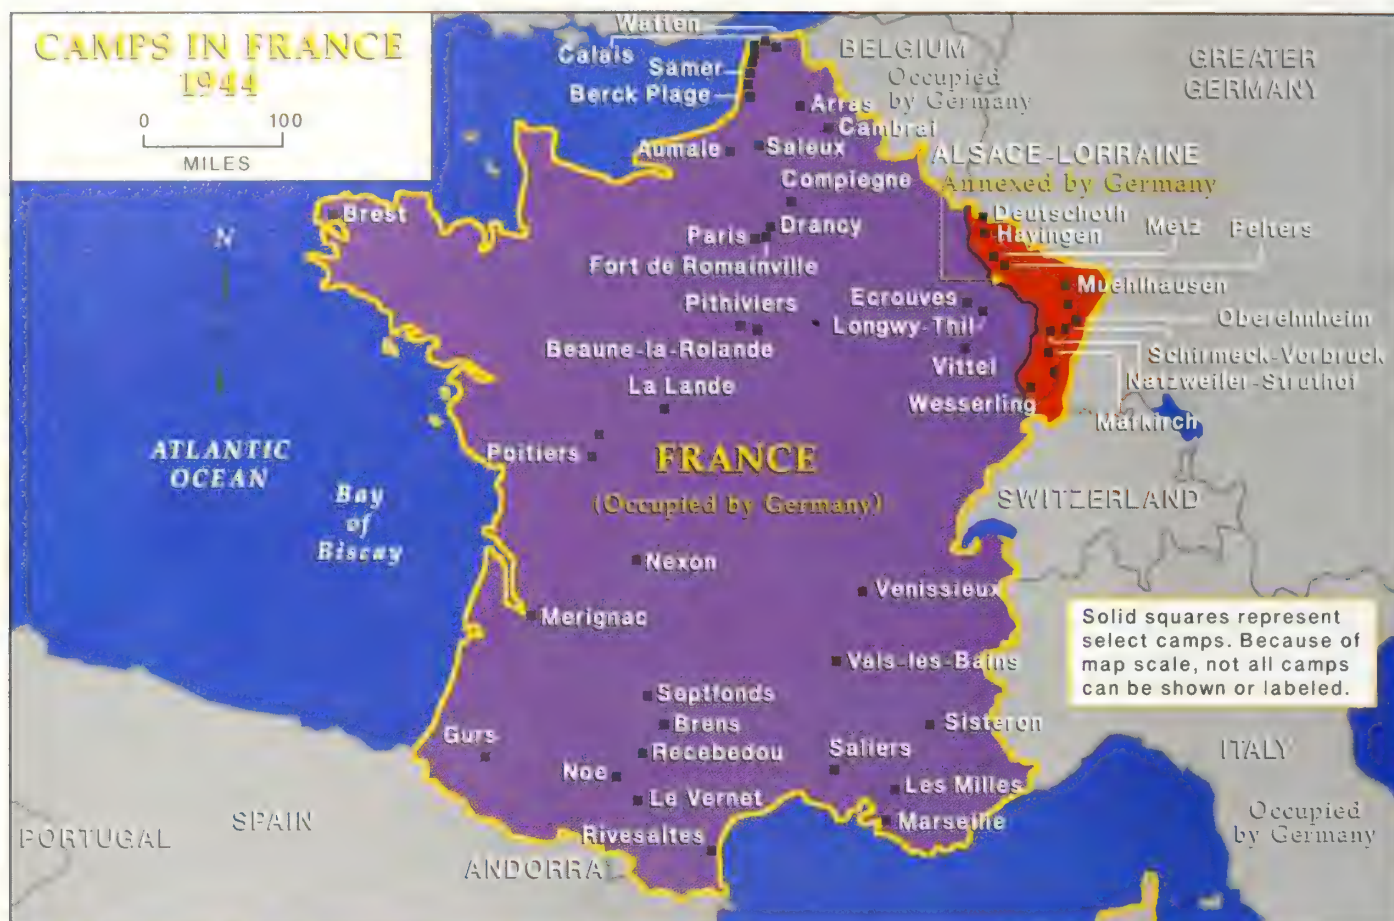 CAMPS IN FRANCE
1944
0 100
MILES
Watten
Calais
Samer
Berck Plage
BELGIUM
Occupied
by Germany
GREATER
GERMANY
Arras
Cambrai
Aumale
Saleux
ALSACE-LORRAINE
Annexed by Germany
Compiegne
Brest
Deutschoth
Hayingen
Metz
Pelters
N
Paris
Drancy
Fort de Romainville
Muehlhausen
Pithiviers
Ecrouves
Longwy-Thil
Oberehnheim
Beaune-la-Rolande
Vittel
Schirmeck-Vorbruck
Natzweiler-Struthof
La Lande
Wesserling
Markirch
ATLANTIC
OCEAN
Poitiers
FRANCE
(Occupied by Germany)
Bay
of
Biscay
SWITZERLAND
Nexon
Venissieux
Merignac
Solid squares represent
select camps. Because of
map scale, not all camps
can be shown or labeled.
Vals-les-Bains
Septfonds
Brens
Sisteron
Gurs
Recebedou
Saliers
ITALY
Noe
Les Milles
Le Vernet
Occupied
by Germany
Marseille
PORTUGAL
SPAIN
Rivesaltes
ANDORRA